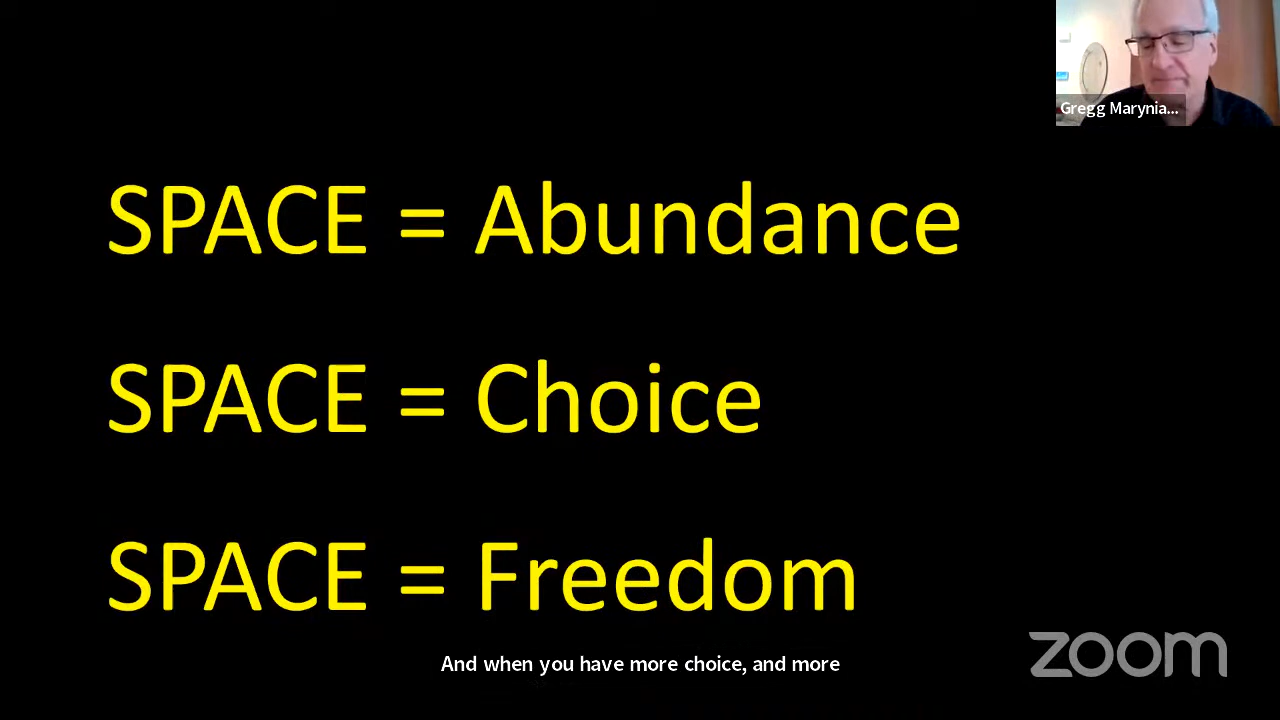 Gregg Marynia...
SPACE = Abundance
SPACE = Choice
SPACE = Freedom
And when you have more choice, and more
zoom